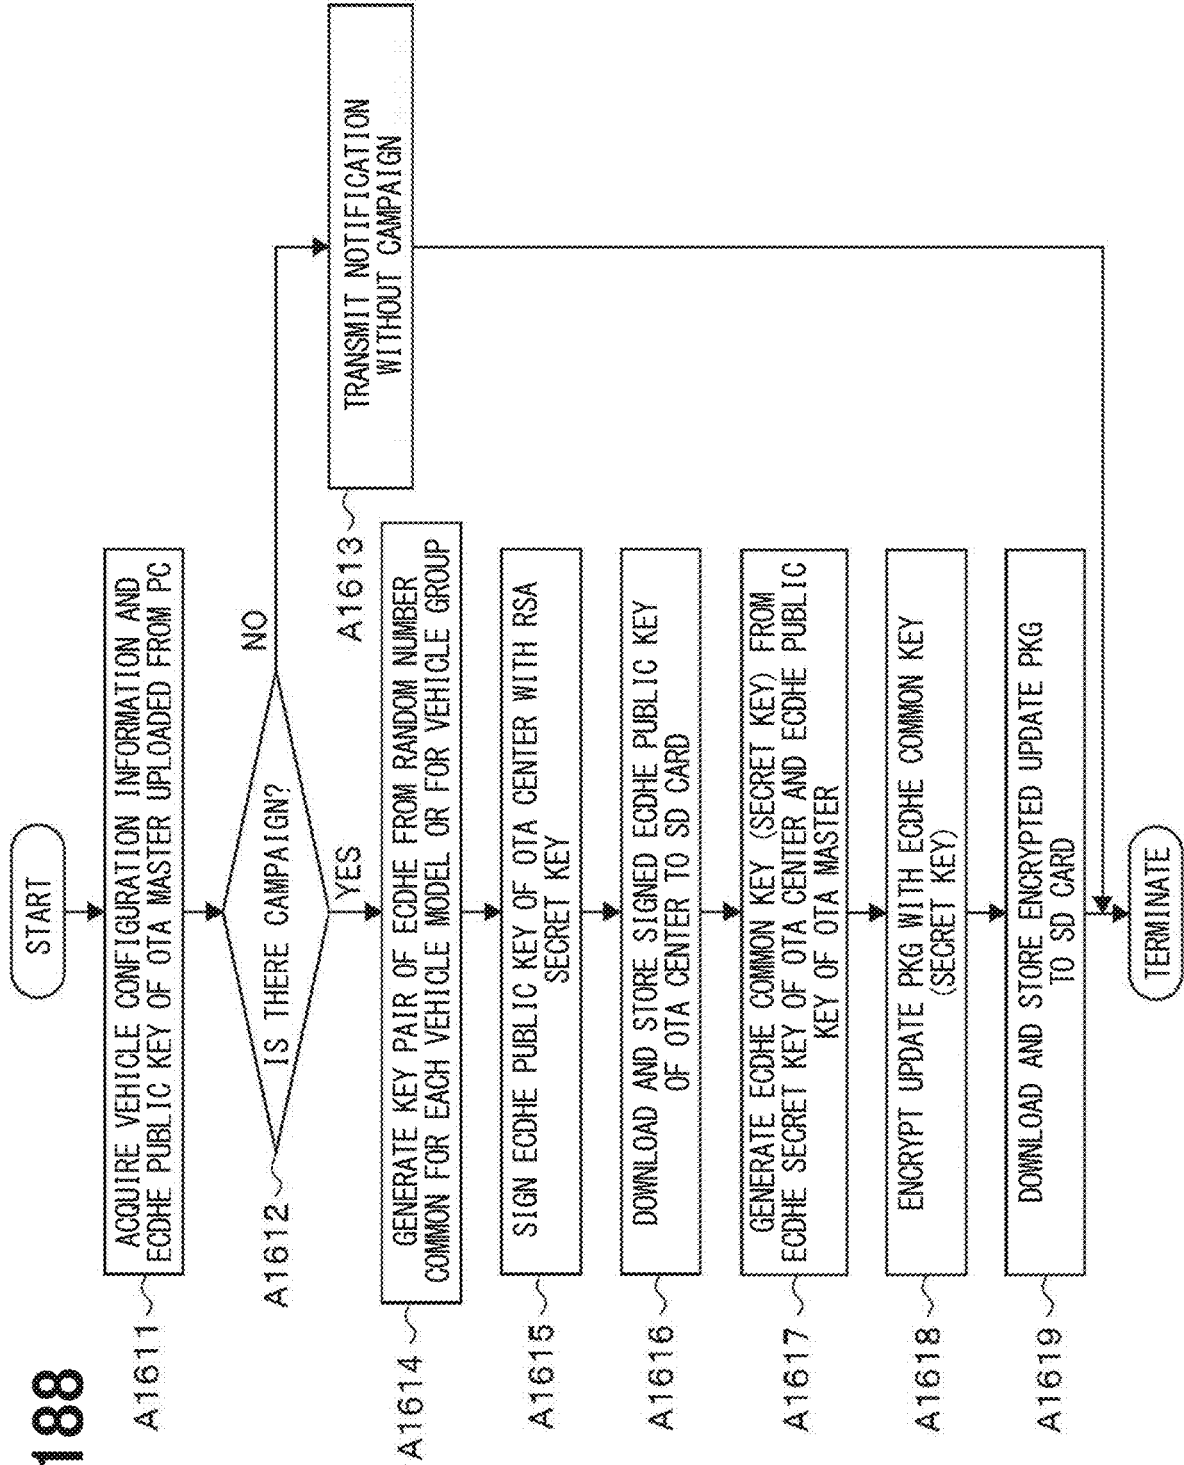 188
START
A1611
ACQUIRE VEHICLE CONFIGURATION INFORMATION AND
ECDHE PUBLIC KEY OF OTA MASTER UPLOADED FROM PC
A1612
IS THERE CAMPAIGN?
NO
YES
A1613
TRANSMIT NOTIFICATION
WITHOUT CAMPAIGN
A1614
GENERATE KEY PAIR OF ECDHE FROM RANDOM NUMBER
COMMON FOR EACH VEHICLE MODEL OR FOR VEHICLE GROUP
A1615
SIGN ECDHE PUBLIC KEY OF OTA CENTER WITH RSA
SECRET KEY
A1616
DOWNLOAD AND STORE SIGNED ECDHE PUBLIC KEY
OF OTA CENTER TO SD CARD
A1617
GENERATE ECDHE COMMON KEY (SECRET KEY) FROM
ECDHE SECRET KEY OF OTA CENTER AND ECDHE PUBLIC
KEY OF OTA MASTER
A1618
ENCRYPT UPDATE PKG WITH ECDHE COMMON KEY
(SECRET KEY)
A1619
DOWNLOAD AND STORE ENCRYPTED UPDATE PKG
TO SD CARD
TERMINATE